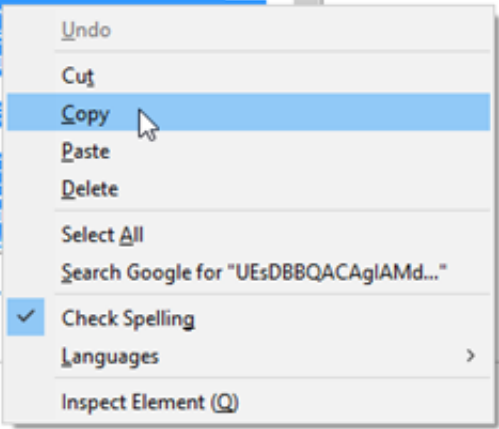 Undo
Cut
Copy
Paste
Delete
Select All
Search Google for "UEsDBBQACAgIAMd..."
Check Spelling
Languages
Inspect Element (Q)